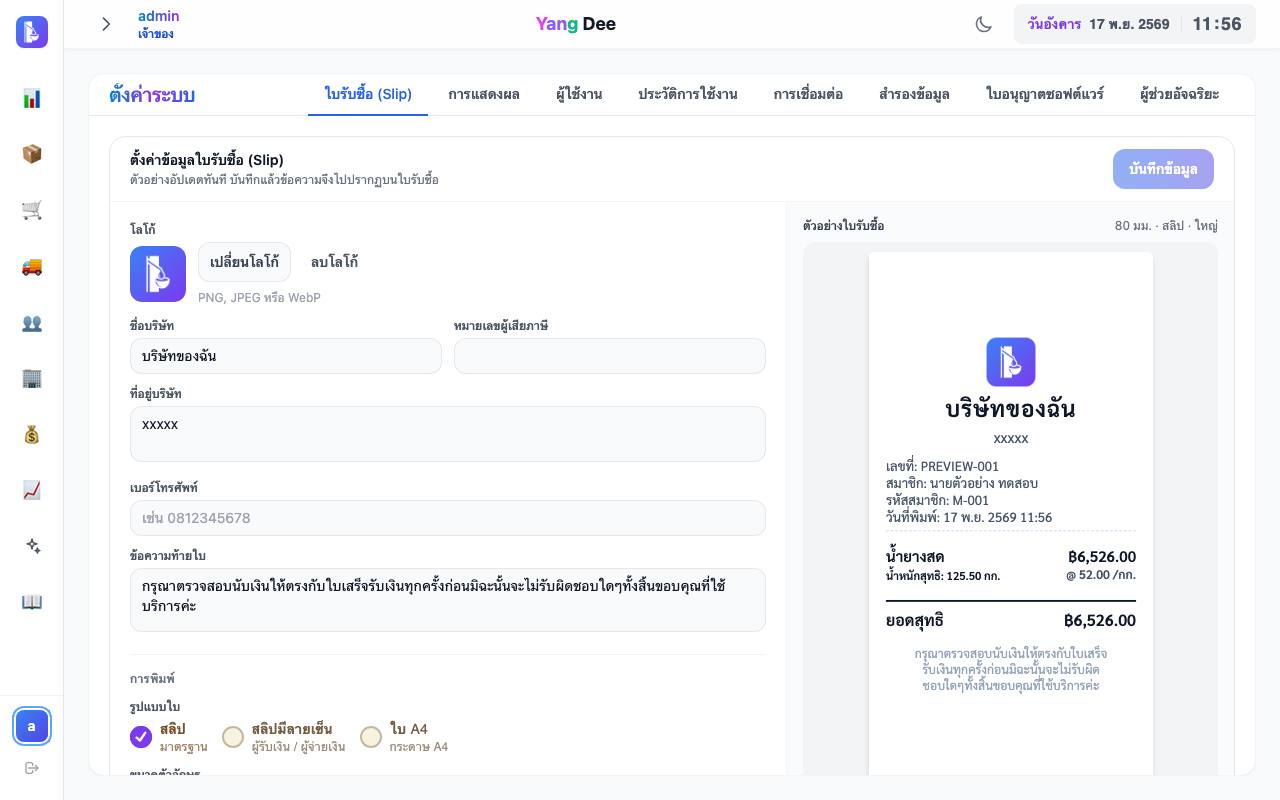 admin
เจ้าของ
Yang Dee
วันอังคาร 17 พ.ย. 2569 11:56
ตั้งค่าระบบ
ใบรับซื้อ (Slip)
การแสดงผล
ผู้ใช้งาน
ประวัติการใช้งาน
การเชื่อมต่อ
สำรองข้อมูล
ใบอนุญาตซอฟต์แวร์
ผู้ช่วยอัจฉริยะ
ตั้งค่าข้อมูลใบรับซื้อ (Slip)
ตัวอย่างอัปเดตทันที บันทึกแล้วข้อความจึงไปปรากฏบนใบรับซื้อ
บันทึกข้อมูล
โลโก้
เปลี่ยนโลโก้
ลบโลโก้
PNG, JPEG หรือ WebP
ชื่อบริษัท
หมายเลขผู้เสียภาษี
บริษัทของฉัน
ที่อยู่บริษัท
xxxxx
เบอร์โทรศัพท์
เช่น 0812345678
ข้อความท้ายใบ
กรุณาตรวจสอบนับเงินให้ตรงกับใบเสร็จรับเงินทุกครั้งก่อนมิฉะนั้นจะไม่รับผิดชอบใดๆทั้งสิ้นขอบคุณที่ใช้
บริการค่ะ
การพิมพ์
รูปแบบใบ
สลิป
มาตรฐาน
สลิปมีลายเซ็น
ผู้รับเงิน / ผู้จ่ายเงิน
ใบ A4
กระดาษ A4
ขนาดตัวอักษร
a
ตัวอย่างใบรับซื้อ
80 มม. · สลิป · ใหญ่
บริษัทของฉัน
xxxxx
เลขที่: PREVIEW-001
สมาชิก: นายตัวอย่าง ทดสอบ
รหัสสมาชิก: M-001
วันที่พิมพ์: 17 พ.ย. 2569 11:56
น้ำยางสด ฿6,526.00
น้ำหนักสุทธิ: 125.50 กก. @ 52.00 /กก.
ยอดสุทธิ ฿6,526.00
กรุณาตรวจสอบนับเงินให้ตรงกับใบเสร็จ
รับเงินทุกครั้งก่อนมิฉะนั้นจะไม่รับผิด
ชอบใดๆทั้งสิ้นขอบคุณที่ใช้บริการค่ะ